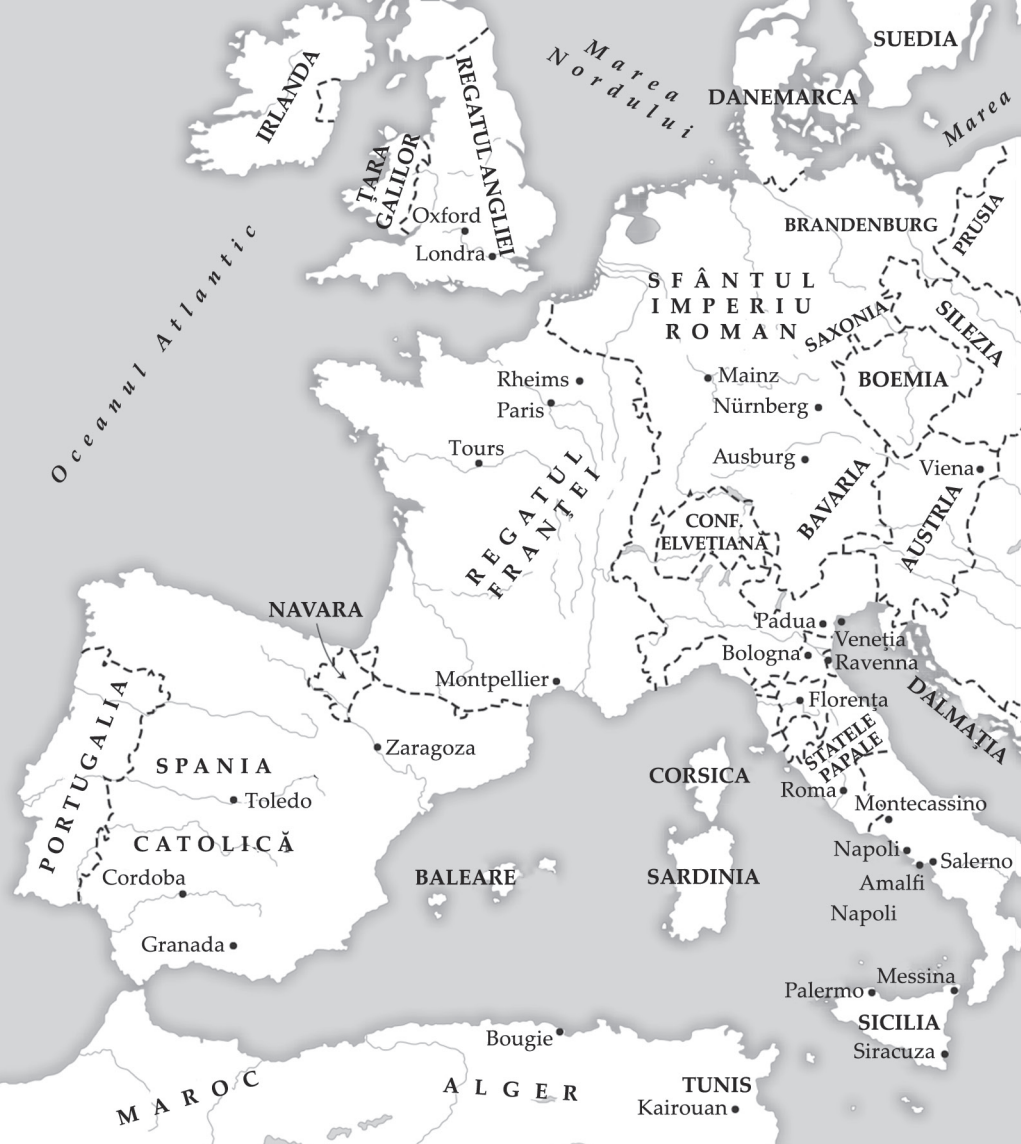 SUEDIA
Marea
Nordului
DANEMARCA
Marea
IRLANDA
REGATUL ANGLIEI
ȚARA
GALILOR
Oxford
Londra
PRUSIA
BRANDENBURG
Oceanul Atlantic
SFÂNTUL
IMPERIU
ROMAN
SAXONIA
SILEZIA
BOEMIA
Rheims
Paris
Mainz
Nürnberg
Tours
Ausburg
Viena
REGATUL
FRANȚEI
BAVARIA
AUSTRIA
CONF.
ELVETIANĂ
NAVARA
Padua
Veneția
Bologna
Ravenna
Montpellier
Florența
DALMAȚIA
PORTUGALIA
Zaragoza
SPANIA
STATELE
PAPALE
CORSICA
Roma
Toledo
Montecassino
CATOLICĂ
Napoli
Salerno
Cordoba
BALEARE
SARDINIA
Amalfi
Napoli
Granada
Messina
Palermo
SICILIA
Bougie
Siracuza
MAROC
ALGER
TUNIS
Kairouan